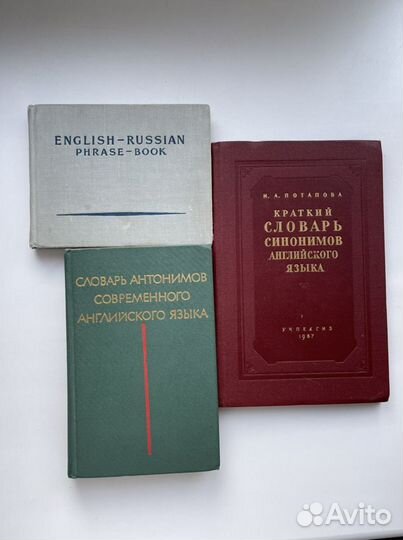 ENGLISH–RUSSIAN
PHRASE–BOOK
И. А. ПОТАПОВА
КРАТКИЙ
СЛОВАРЬ
СИНОНИМОВ
АНГЛИЙСКОГО
ЯЗЫКА
УЧПЕДГИЗ
1957
СЛОВАРЬ АНТОНИМОВ
СОВРЕМЕННОГО
АНГЛИЙСКОГО ЯЗЫКА
Avito